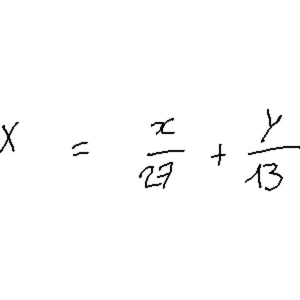 X = x/27 + y/13